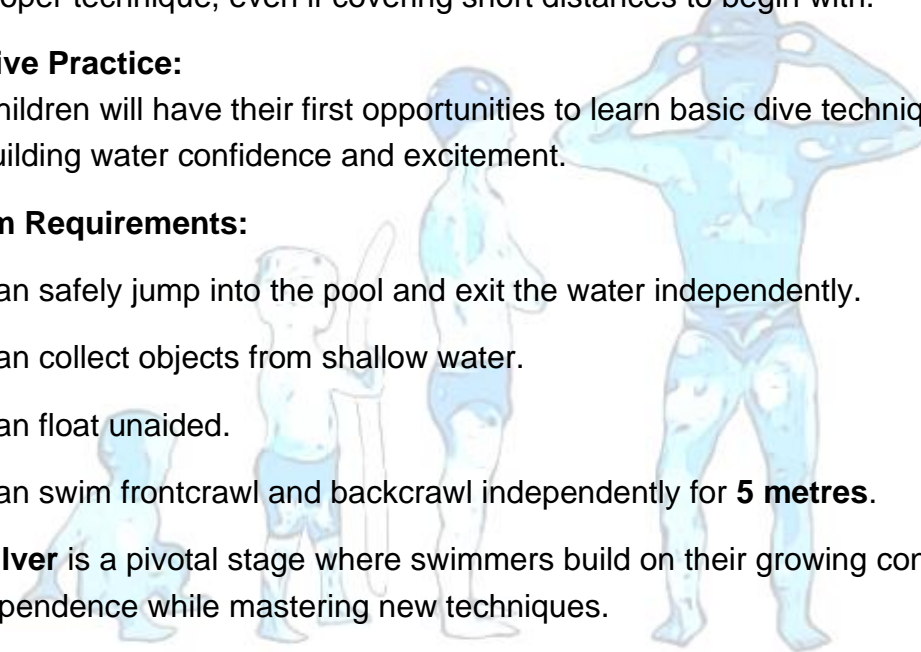 oper technique, even if covering short distances to begin with.
ive Practice:
hildren will have their first opportunities to learn basic dive techniq
uilding water confidence and excitement.
m Requirements:
an safely jump into the pool and exit the water independently.
an collect objects from shallow water.
an float unaided.
an swim frontcrawl and backcrawl independently for 5 metres.
lver is a pivotal stage where swimmers build on their growing con
pendence while mastering new techniques.